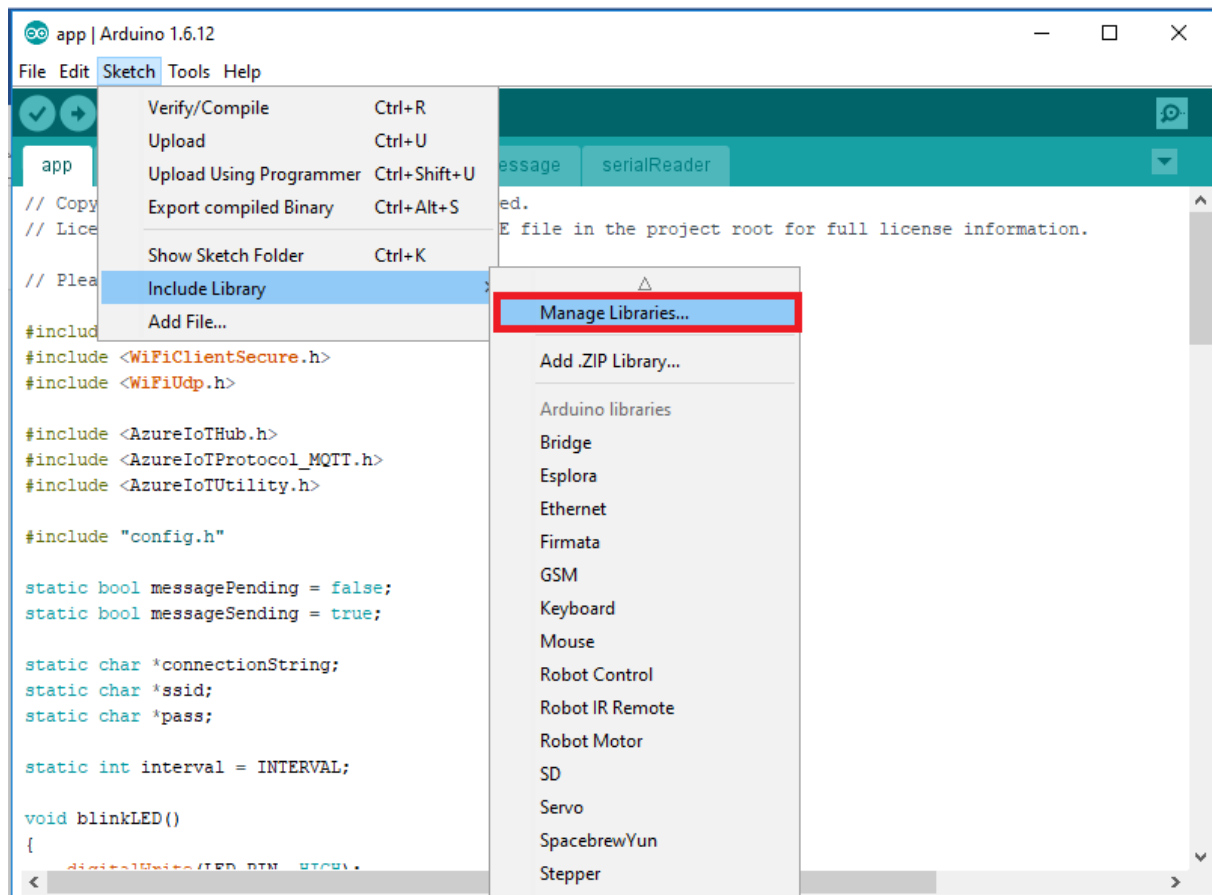 app | Arduino 1.6.12
File Edit Sketch Tools Help
Verify/Compile Ctrl+R
Upload Ctrl+U
Upload Using Programmer Ctrl+Shift+U
Export compiled Binary Ctrl+Alt+S
Show Sketch Folder Ctrl+K
Include Library
Add File...
Manage Libraries...
Add .ZIP Library...
Arduino libraries
Bridge
Esplora
Ethernet
Firmata
GSM
Keyboard
Mouse
Robot Control
Robot IR Remote
Robot Motor
SD
Servo
SpacebrewYun
Stepper
app essage serialReader
// Copy ed.
// Lice E file in the project root for full license information.
// Plea
#includ
#include <WiFiClientSecure.h>
#include <WiFiUdp.h>
#include <AzureIoTHub.h>
#include <AzureIoTProtocol_MQTT.h>
#include <AzureIoTUtility.h>
#include "config.h"
static bool messagePending = false;
static bool messageSending = true;
static char *connectionString;
static char *ssid;
static char *pass;
static int interval = INTERVAL;
void blinkLED()
{
digitalWrite(LED_PIN, HIGH);